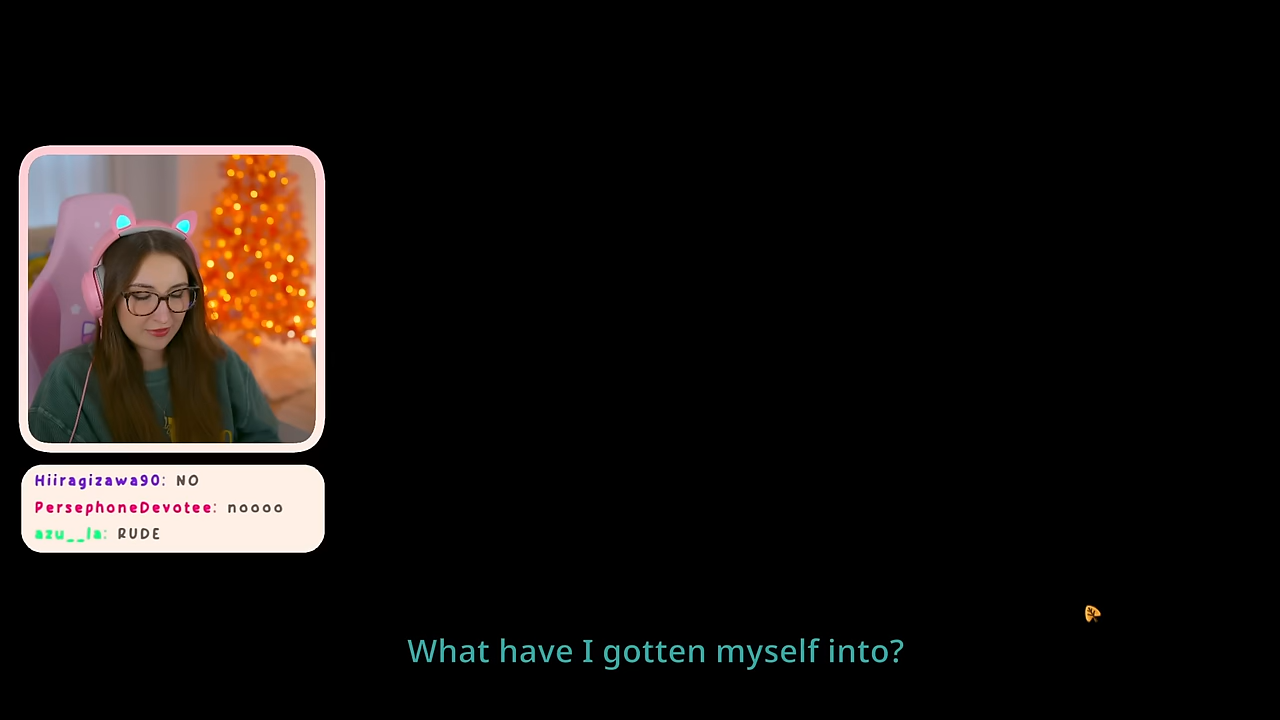 Hiiragizawa90: NO
PersephoneDevotee: noooo
azu__la: RUDE
What have I gotten myself into?